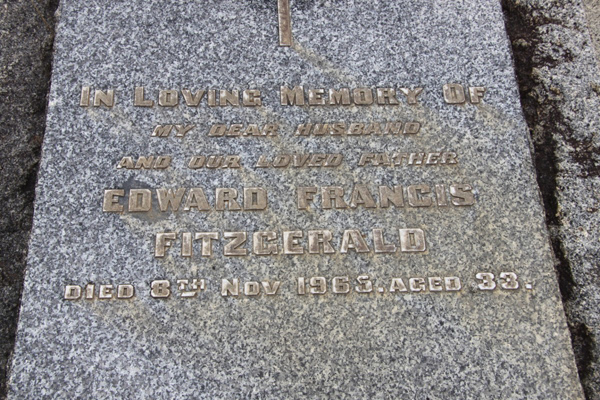 IN LOVING MEMORY OF
MY DEAR HUSBAND
AND OUR LOVED FATHER
EDWARD FRANCIS
FITZGERALD
DIED 8TH NOV 1963. AGED 33.